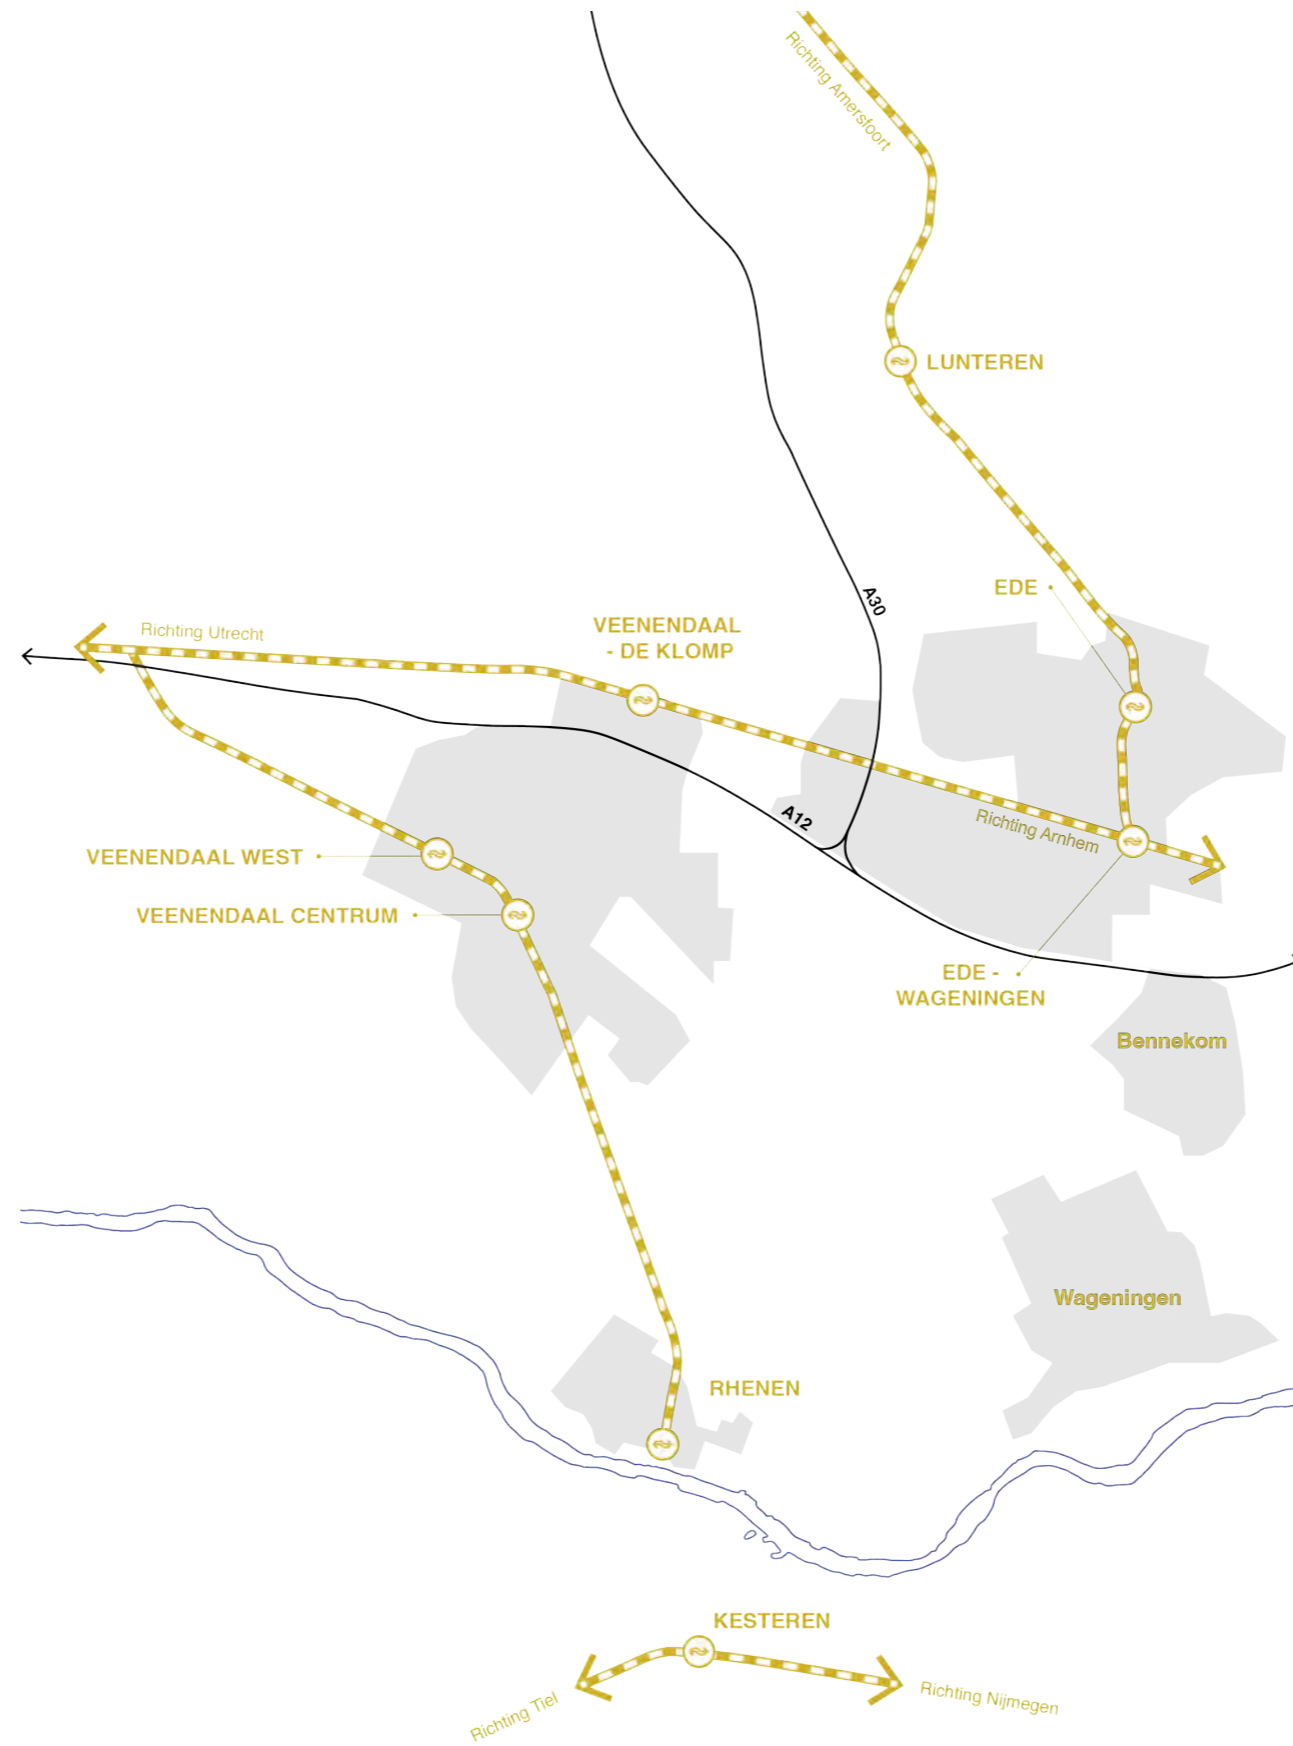 Richting Amersfoort
LUNTEREN
EDE
A30
Richting Utrecht
VEENENDAAL
- DE KLOMP
A12
Richting Arnhem
VEENENDAAL WEST
VEENENDAAL CENTRUM
EDE -
WAGENINGEN
Bennekom
Wageningen
RHENEN
KESTEREN
Richting Tiel
Richting Nijmegen